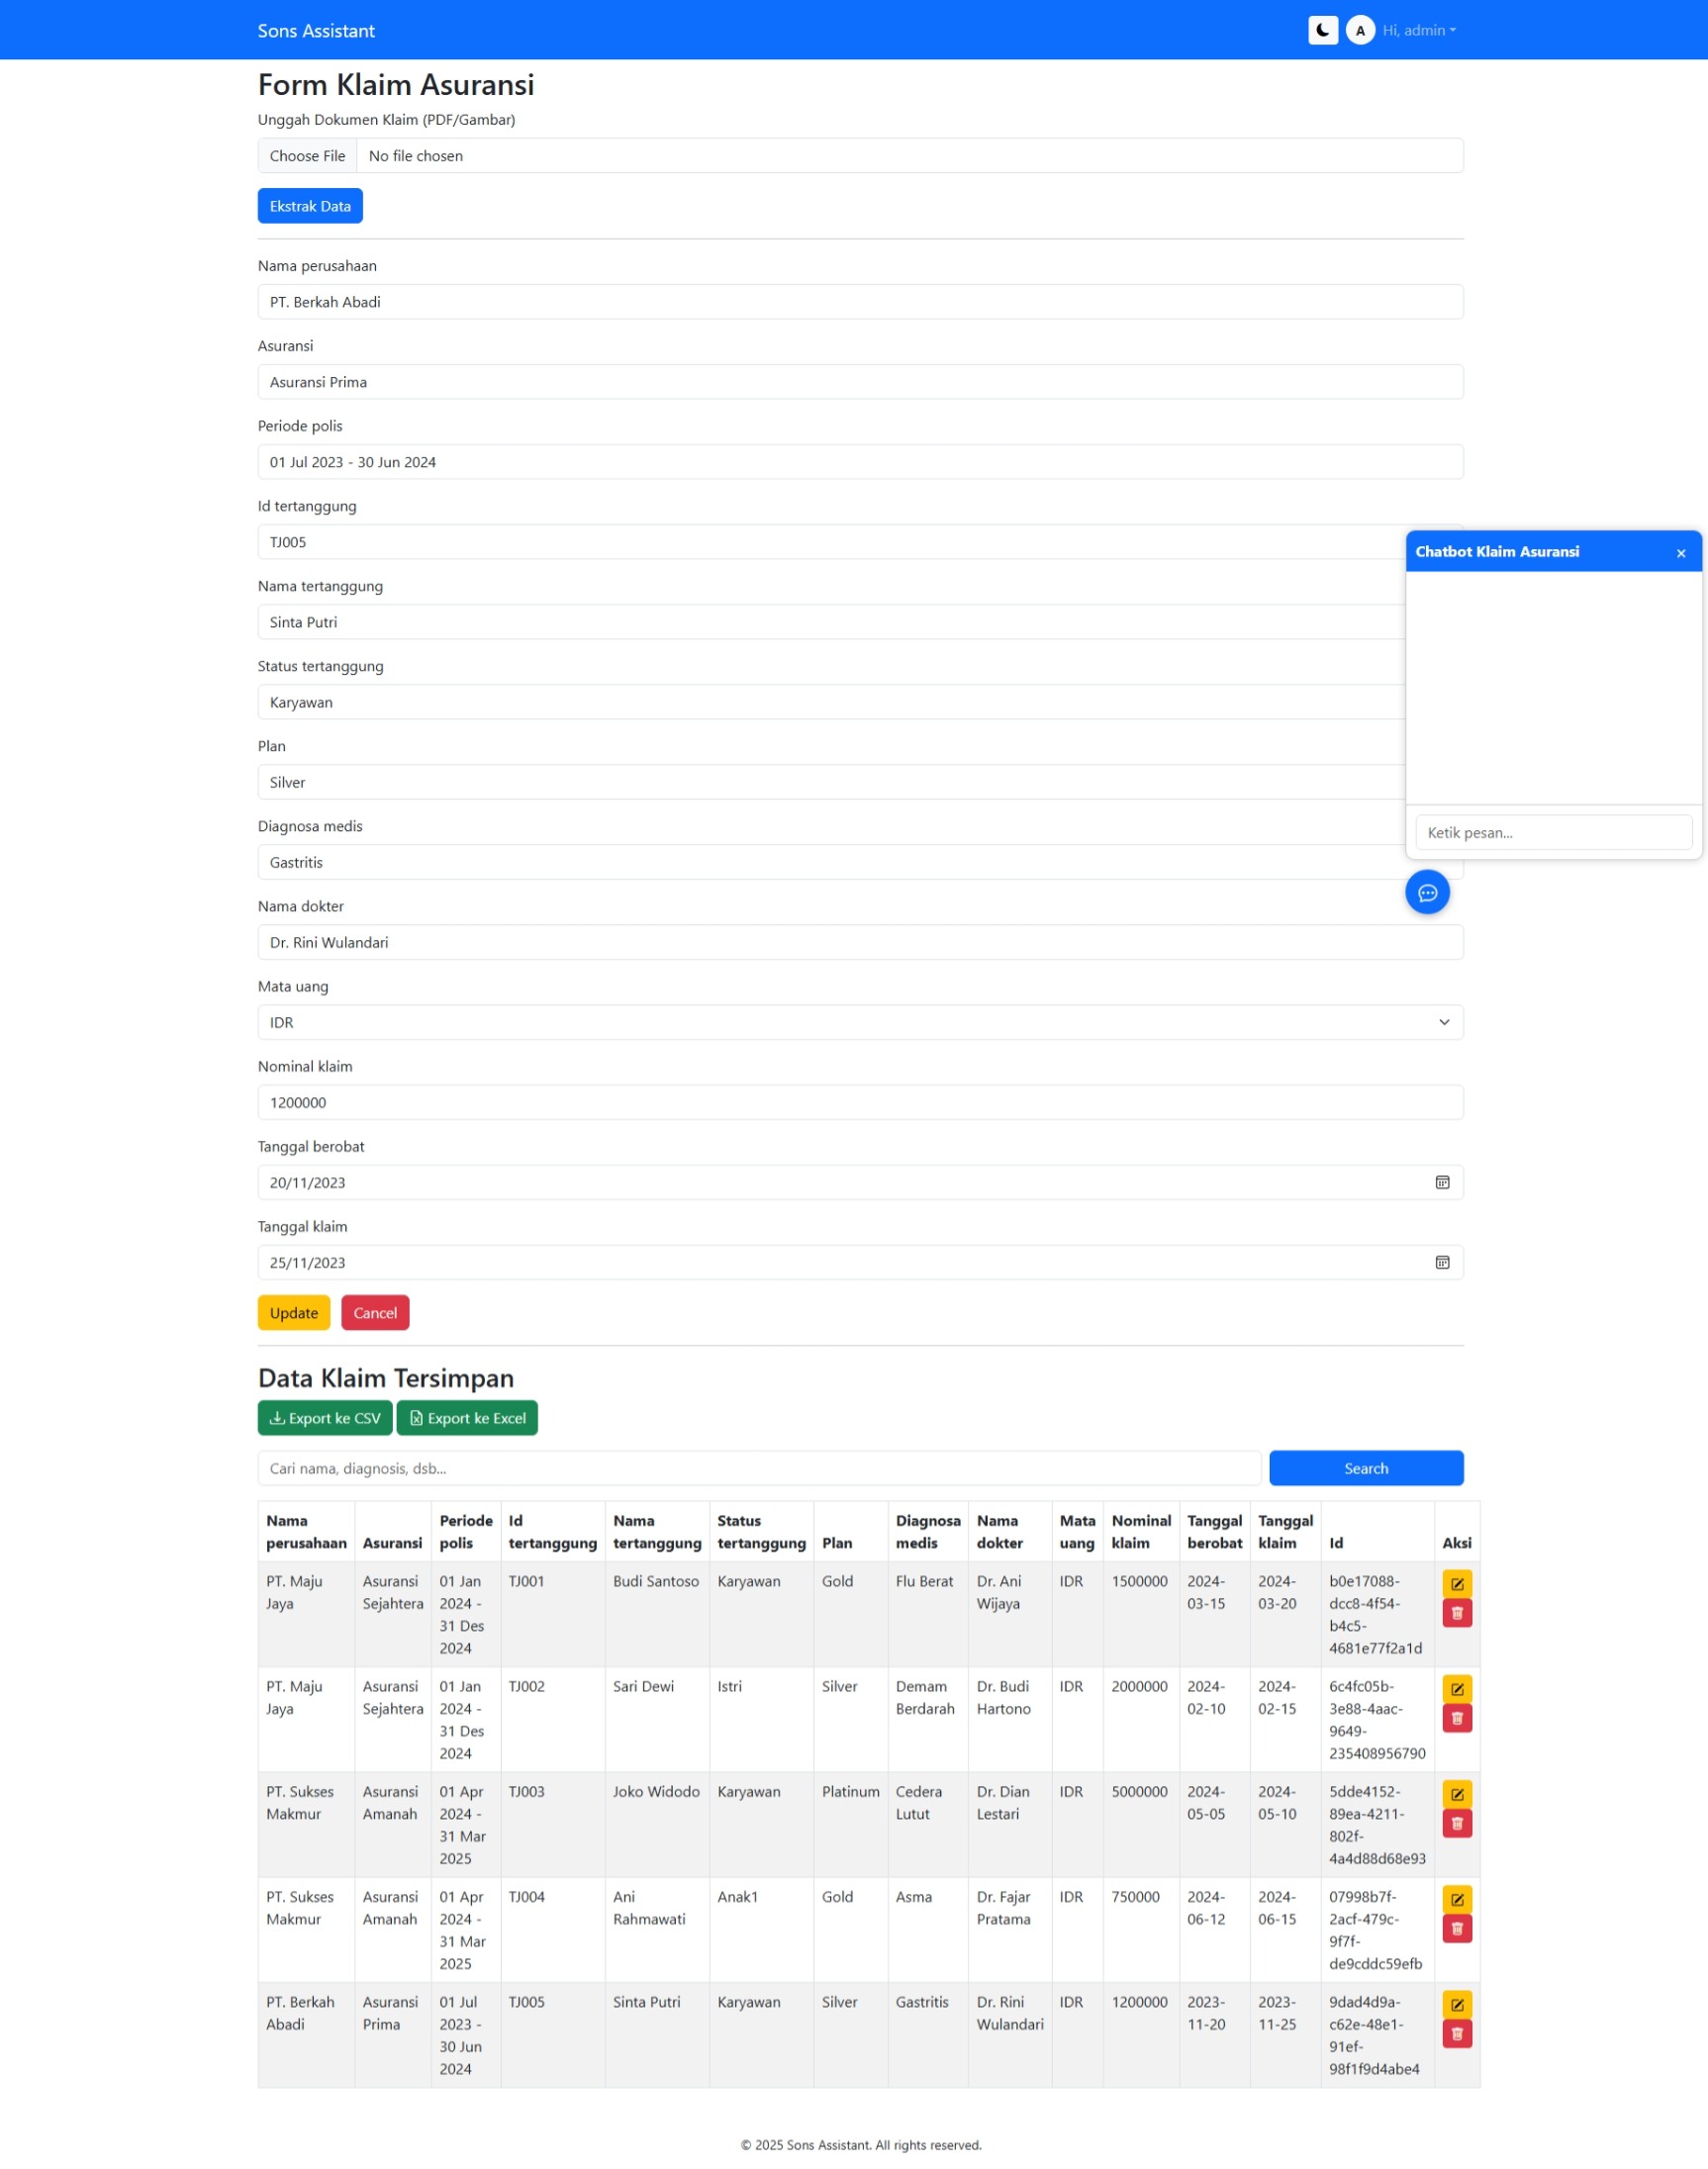 Sons Assistant
A Hi, admin
Form Klaim Asuransi
Unggah Dokumen Klaim (PDF/Gambar)
Choose File No file chosen
Ekstrak Data
Nama perusahaan
PT. Berkah Abadi
Asuransi
Asuransi Prima
Periode polis
01 Jul 2023 - 30 Jun 2024
Id tertanggung
TJ005
Nama tertanggung
Sinta Putri
Status tertanggung
Karyawan
Plan
Silver
Diagnosa medis
Gastritis
Nama dokter
Dr. Rini Wulandari
Mata uang
IDR
Nominal klaim
1200000
Tanggal berobat
20/11/2023
Tanggal klaim
25/11/2023
Update Cancel
Chatbot Klaim Asuransi ×
Ketik pesan...
Data Klaim Tersimpan
Export ke CSV Export ke Excel
Cari nama, diagnosis, dsb... Search
Nama Periode Id Nama Status Diagnosa Nama Mata Nominal Tanggal Tanggal
perusahaan Asuransi polis tertanggung tertanggung tertanggung Plan medis dokter uang klaim berobat klaim Id Aksi
PT. Maju Asuransi 01 Jan TJ001 Budi Santoso Karyawan Gold Flu Berat Dr. Ani IDR 1500000 2024- 2024- b0e17088-
Jaya Sejahtera 2024 - Wijaya 03-15 03-20 dcc8-4f54-
31 Des b4c5-
2024 4681e77f2a1d
PT. Maju Asuransi 01 Jan TJ002 Sari Dewi Istri Silver Demam Dr. Budi IDR 2000000 2024- 2024- 6c4fc05b-
Jaya Sejahtera 2024 - Berdarah Hartono 02-10 02-15 3e88-4aac-
31 Des 9649-
2024 235408956790
PT. Sukses Asuransi 01 Apr TJ003 Joko Widodo Karyawan Platinum Cedera Dr. Dian IDR 5000000 2024- 2024- 5dde4152-
Makmur Amanah 2024 - Lutut Lestari 05-05 05-10 89ea-4211-
31 Mar 802f-
2025 4a4d88d68e93
PT. Sukses Asuransi 01 Apr TJ004 Ani Anak1 Gold Asma Dr. Fajar IDR 750000 2024- 2024- 07998b7f-
Makmur Amanah 2024 - Rahmawati Pratama 06-12 06-15 2acf-479c-
31 Mar 9f7f-
2025 de9cddc59efb
PT. Berkah Asuransi 01 Jul TJ005 Sinta Putri Karyawan Silver Gastritis Dr. Rini IDR 1200000 2023- 2023- 9dad4d9a-
Abadi Prima 2023 - Wulandari 11-20 11-25 c62e-48e1-
30 Jun 91ef-
2024 98f1f9d4abe4
© 2025 Sons Assistant. All rights reserved.